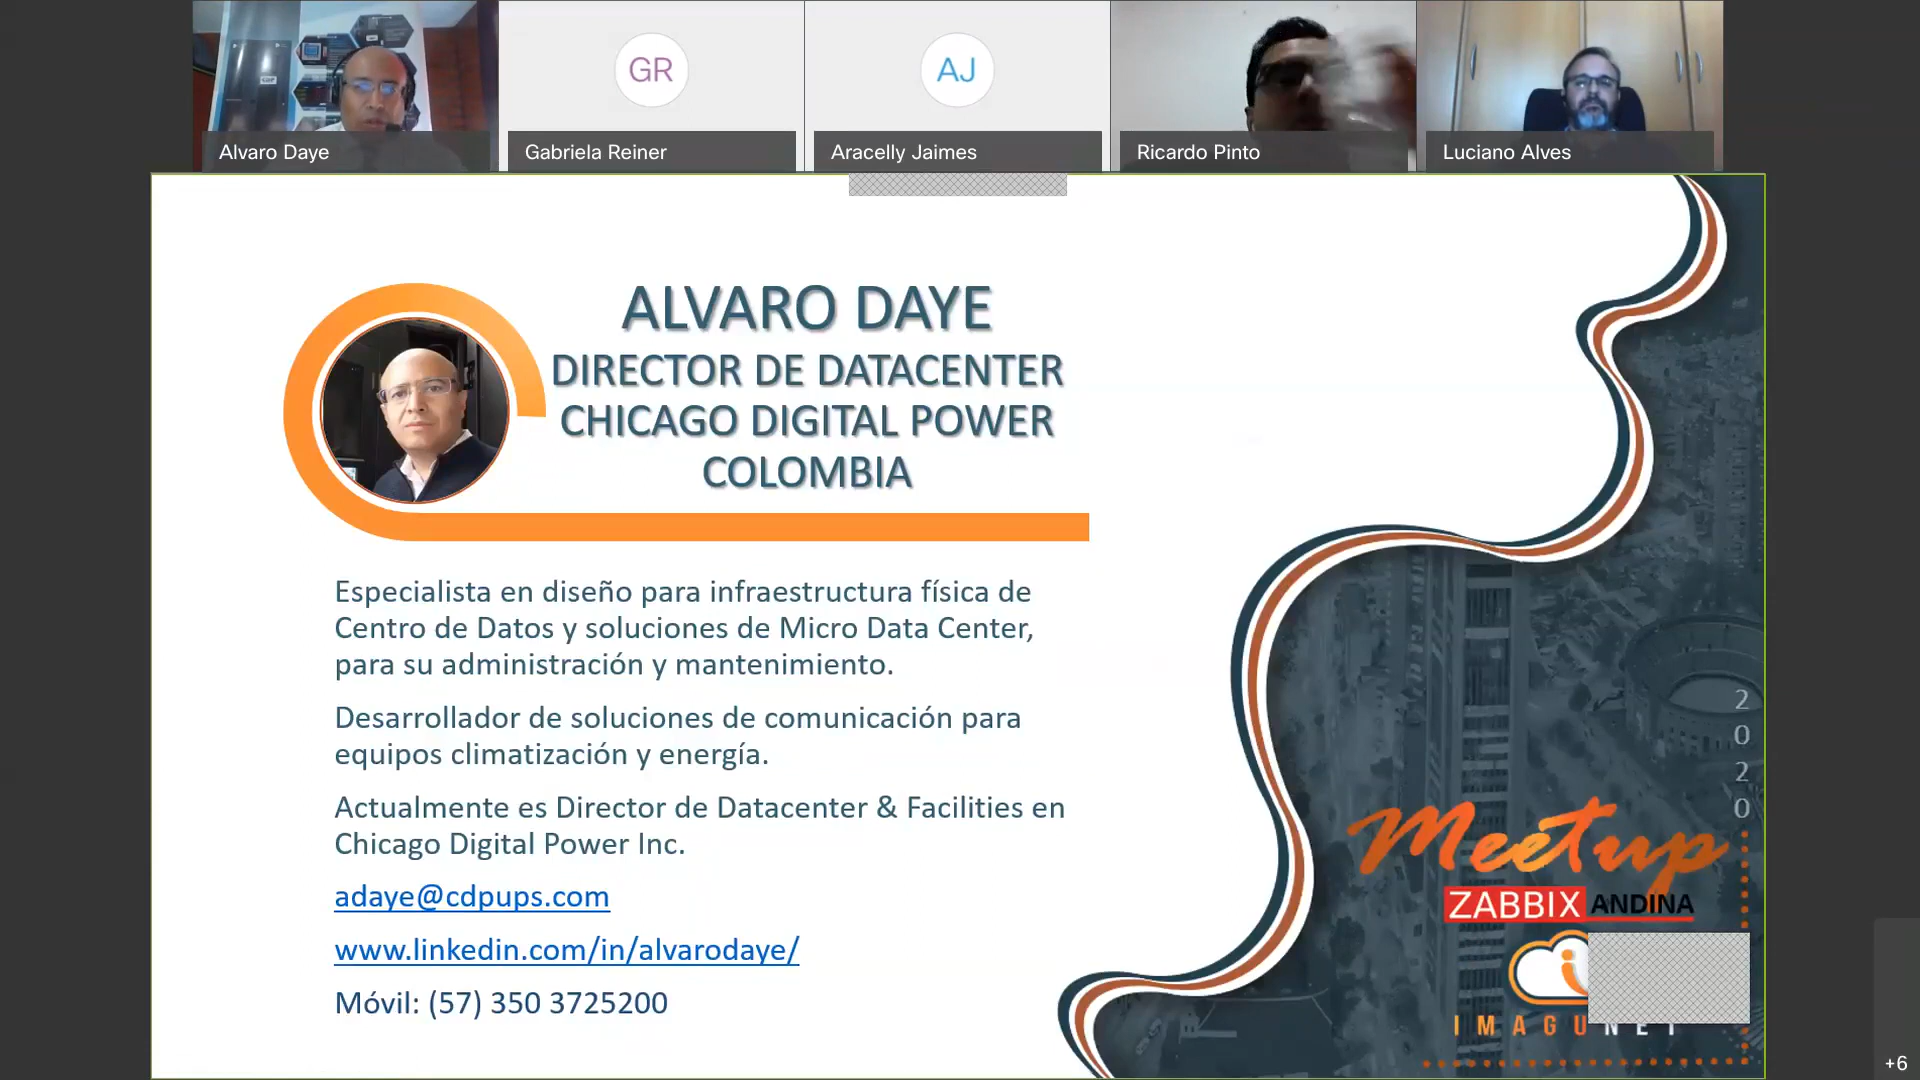 GR
AJ
Alvaro Daye
Gabriela Reiner
Aracelly Jaimes
Ricardo Pinto
Luciano Alves
ALVARO DAYE
DIRECTOR DE DATACENTER
CHICAGO DIGITAL POWER
COLOMBIA
Especialista en diseño para infraestructura física de
Centro de Datos y soluciones de Micro Data Center,
para su administración y mantenimiento.
Desarrollador de soluciones de comunicación para
equipos climatización y energía.
Actualmente es Director de Datacenter & Facilities en
Chicago Digital Power Inc.
adaye@cdpups.com
www.linkedin.com/in/alvarodaye/
Móvil: (57) 350 3725200
2020
Meetup
ZABBIX ANDINA
IMAGUNET
+6